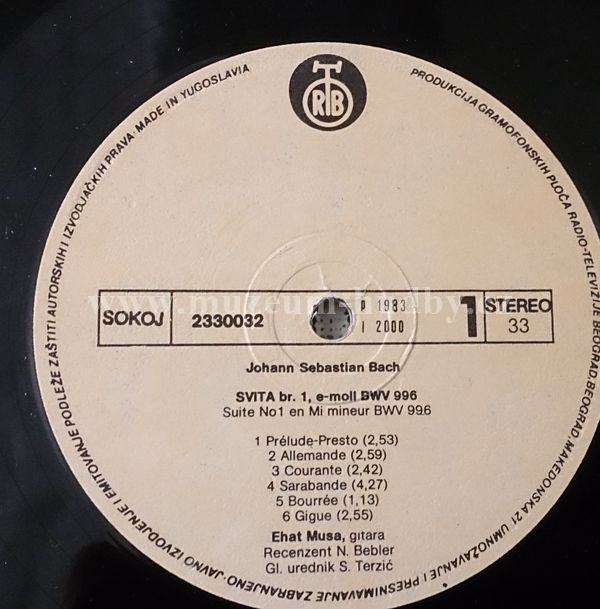 RTB
PRODUKCIJA GRAMOFONSKIH PLOČA RADIO-TELEVIZIJE BEOGRAD, BEOGRAD, MAKEDONSKA 21 UMNOŽAVANJE I PRESNIMAVANJE ZABRANJENO · JAVNO IZVODJENJE I EMITOVANJE PODLEŽE ZAŠTITI AUTORSKIH I IZVODJAČKIH PRAVA · MADE IN YUGOSLAVIA
SOKOJ 2330032 P 1983 1 STEREO
I 2000 33
Johann Sebastian Bach
SVITA br. 1, e-moll BWV 996
Suite No1 en Mi mineur BWV 996
1 Prélude-Presto (2,53)
2 Allemande (2,59)
3 Courante (2,42)
4 Sarabande (4,27)
5 Bourrée (1,13)
6 Gigue (2,55)
Ehat Musa, gitara
Recenzent N. Bebler
Gl. urednik S. Terzić